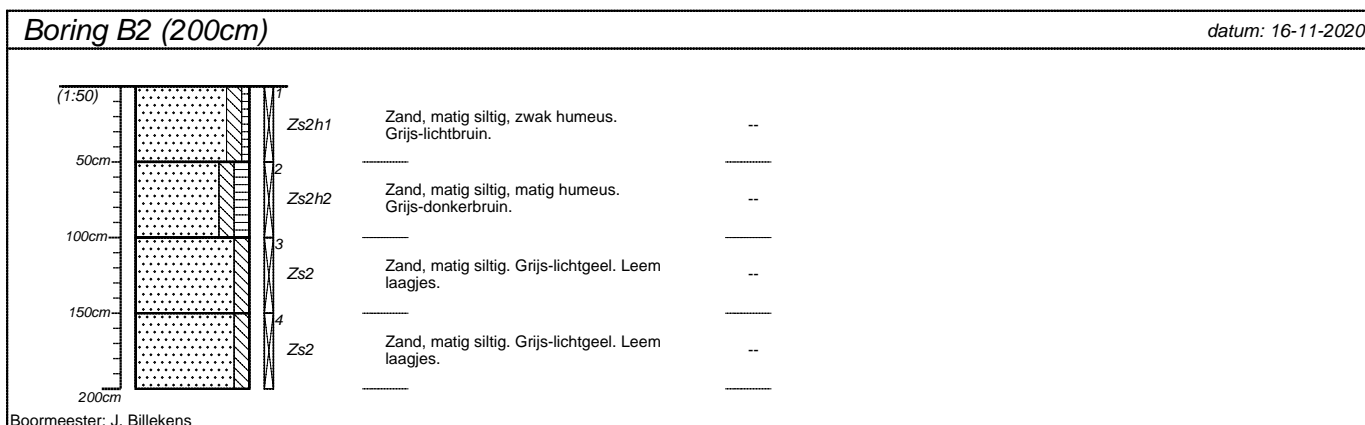 Boring B2 (200cm)
datum: 16-11-2020
(1:50)
1
Zs2h1
Zand, matig siltig, zwak humeus.
Grijs-lichtbruin.
--
50cm
2
Zs2h2
Zand, matig siltig, matig humeus.
Grijs-donkerbruin.
--
100cm
3
Zs2
Zand, matig siltig. Grijs-lichtgeel. Leem
laagjes.
--
150cm
4
Zs2
Zand, matig siltig. Grijs-lichtgeel. Leem
laagjes.
--
200cm
Boormeester: J. Billekens